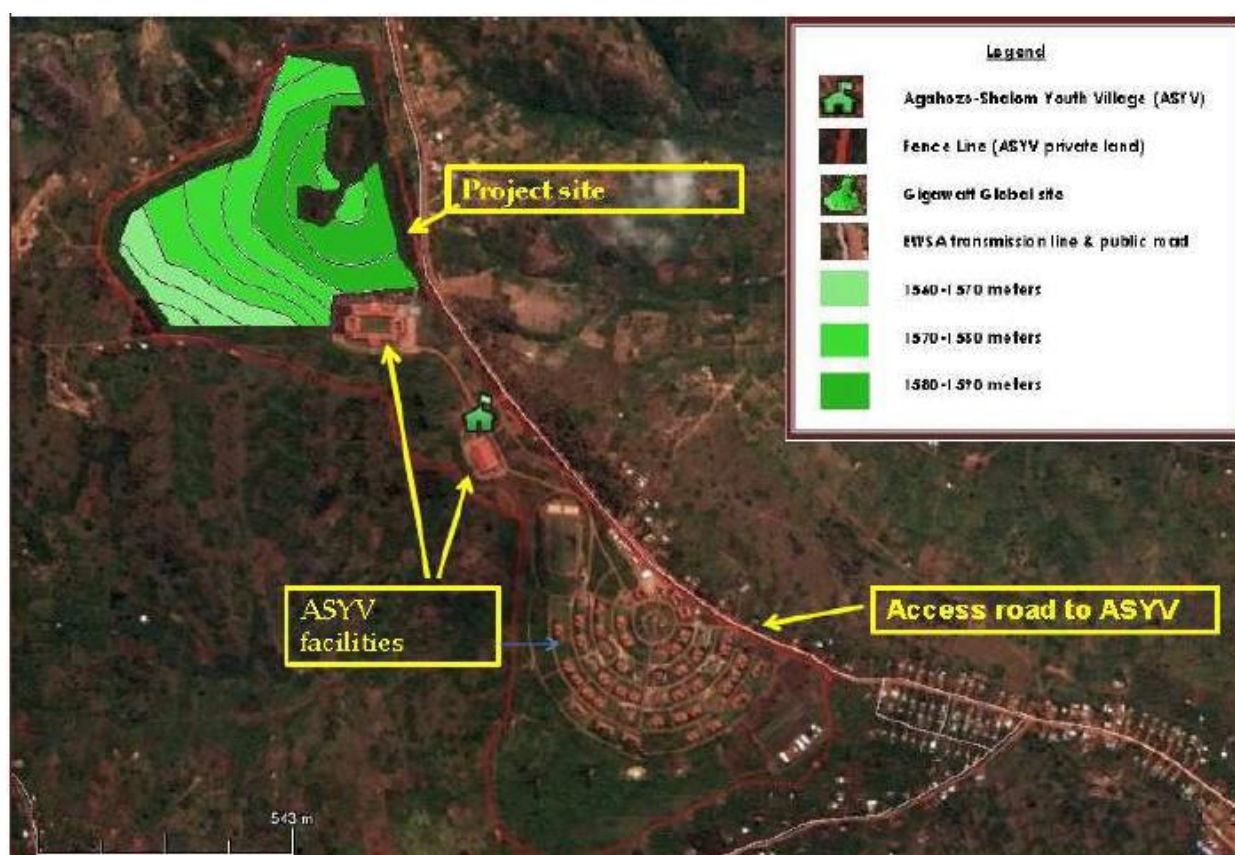 Legend
Agahozo-Shalom Youth Village (ASYV)
Fence Line (ASYV private land)
Gigawatt Global site
EWSA transmission line & public road
1560-1570 meters
1570-1580 meters
1580-1590 meters
Project site
ASYV
facilities
Access road to ASYV
543 m